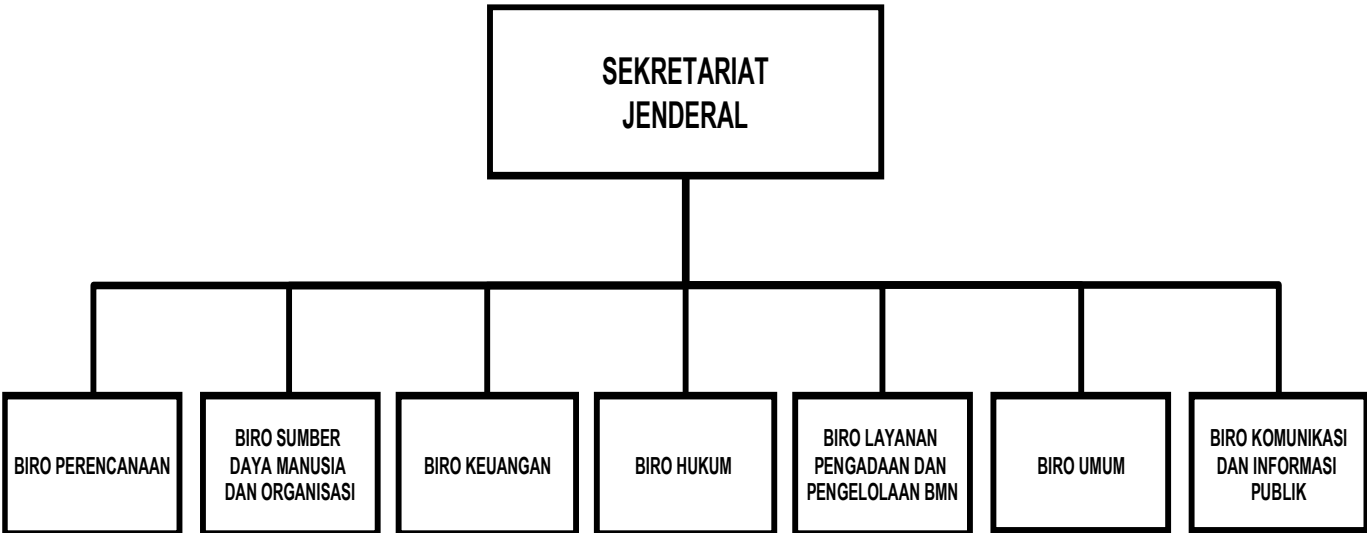 SEKRETARIAT
JENDERAL
BIRO PERENCANAAN
BIRO SUMBER
DAYA MANUSIA
DAN ORGANISASI
BIRO KEUANGAN
BIRO HUKUM
BIRO LAYANAN
PENGADAAN DAN
PENGELOLAAN BMN
BIRO UMUM
BIRO KOMUNIKASI
DAN INFORMASI
PUBLIK